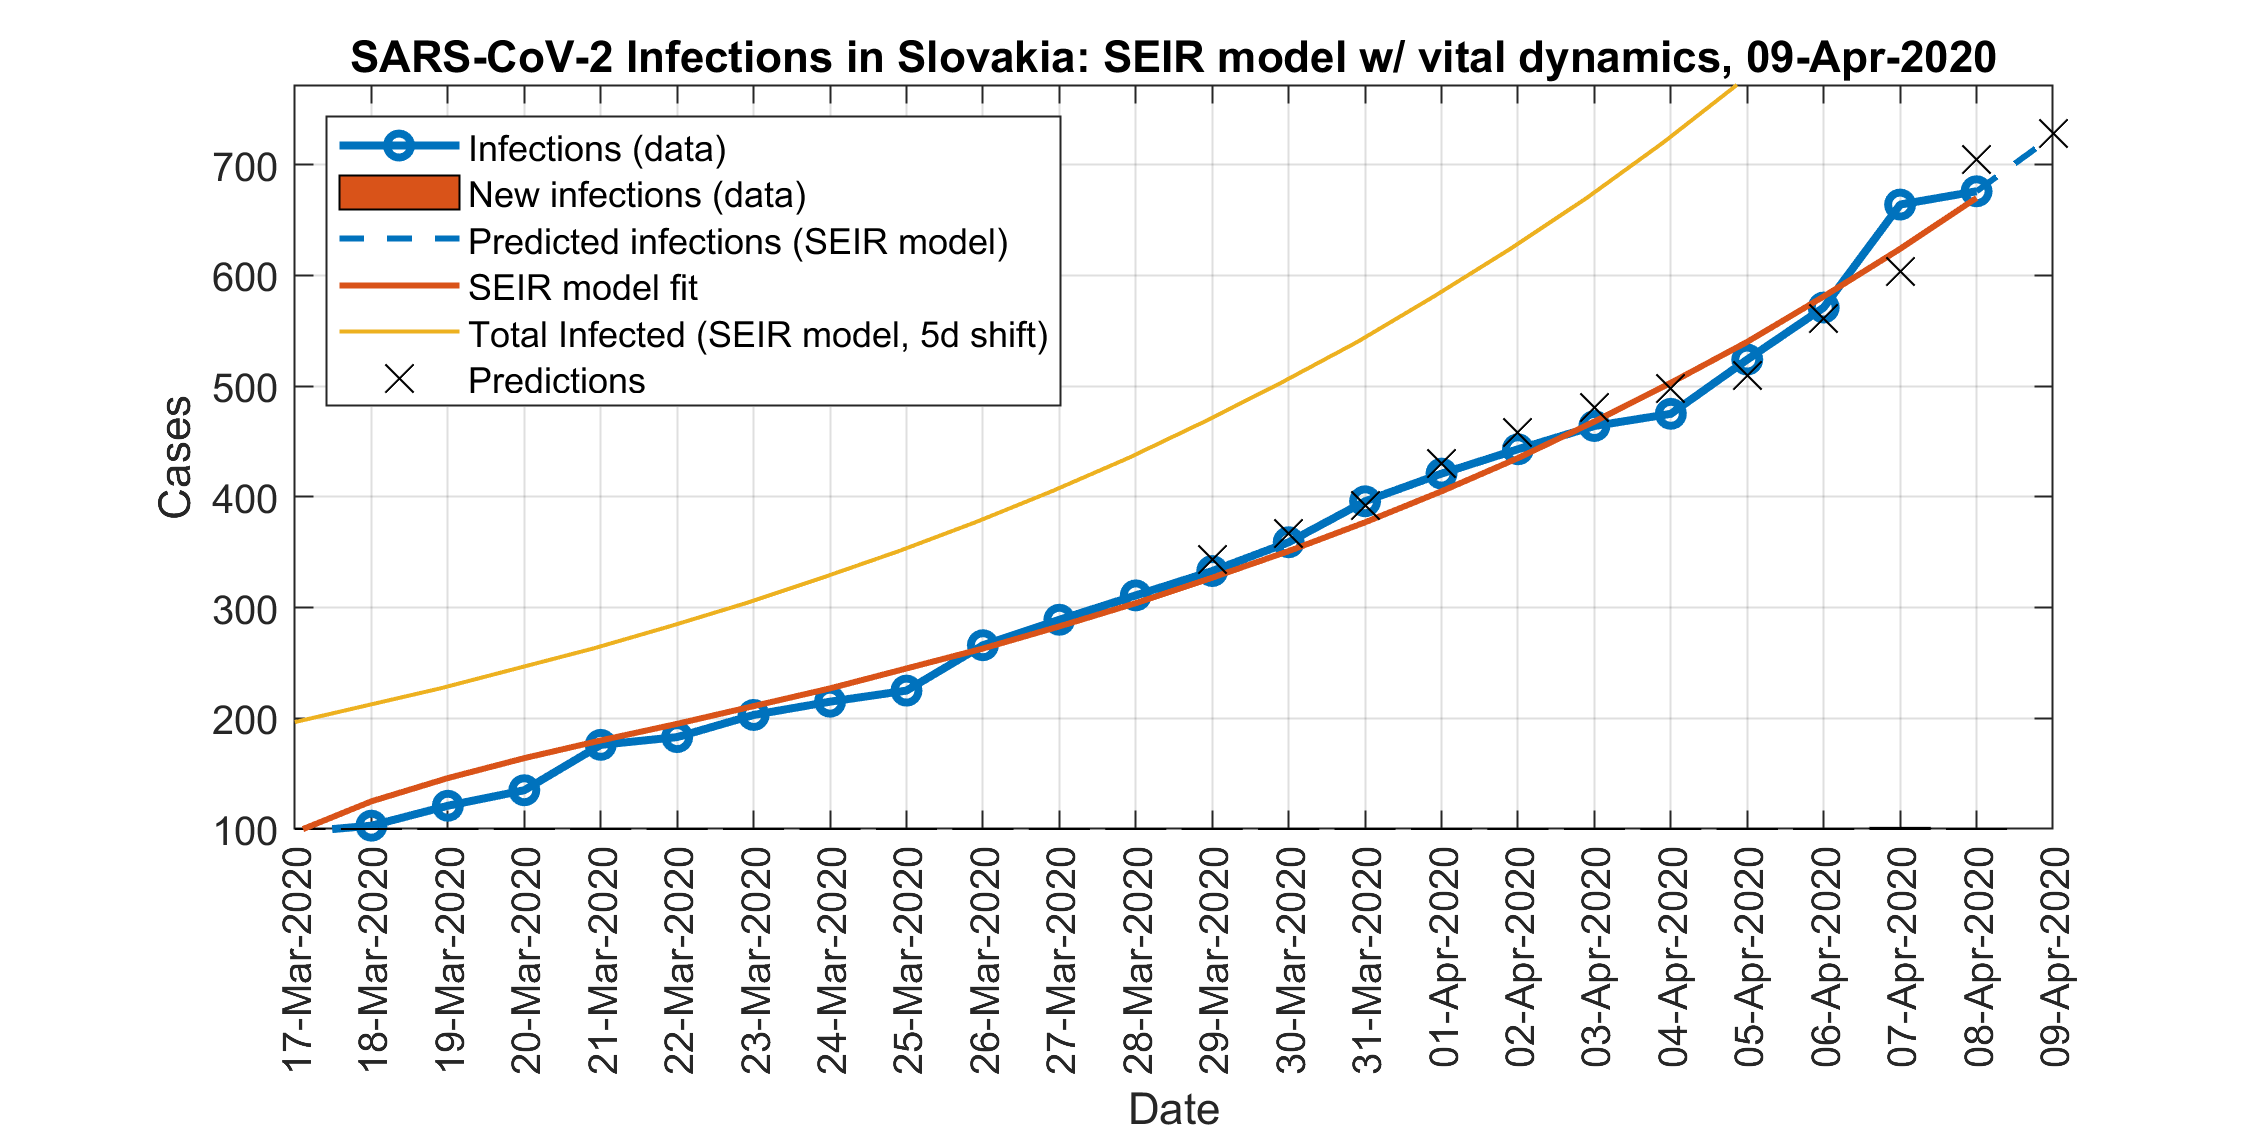 SARS-CoV-2 Infections in Slovakia: SEIR model w/ vital dynamics, 09-Apr-2020
Infections (data)
New infections (data)
Predicted infections (SEIR model)
SEIR model fit
Total Infected (SEIR model, 5d shift)
Predictions
Cases
700
600
500
400
300
200
100
17-Mar-2020
18-Mar-2020
19-Mar-2020
20-Mar-2020
21-Mar-2020
22-Mar-2020
23-Mar-2020
24-Mar-2020
25-Mar-2020
26-Mar-2020
27-Mar-2020
28-Mar-2020
29-Mar-2020
30-Mar-2020
31-Mar-2020
01-Apr-2020
02-Apr-2020
03-Apr-2020
04-Apr-2020
05-Apr-2020
06-Apr-2020
07-Apr-2020
08-Apr-2020
09-Apr-2020
Date